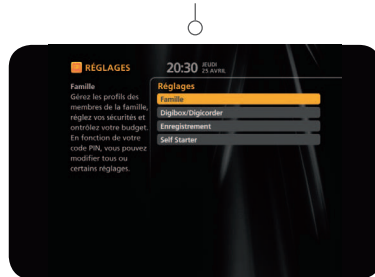 RÉGLAGES
20:30 JEUDI
25 AVRIL
Famille
Gérez les profils des
membres de la famille,
réglez vos sécurités et
ontrôlez votre budget.
En fonction de votre
code PIN, vous pouvez
modifier tous ou
certains réglages.
Réglages
Famille
Digibox/Digicorder
Enregistrement
Self Starter